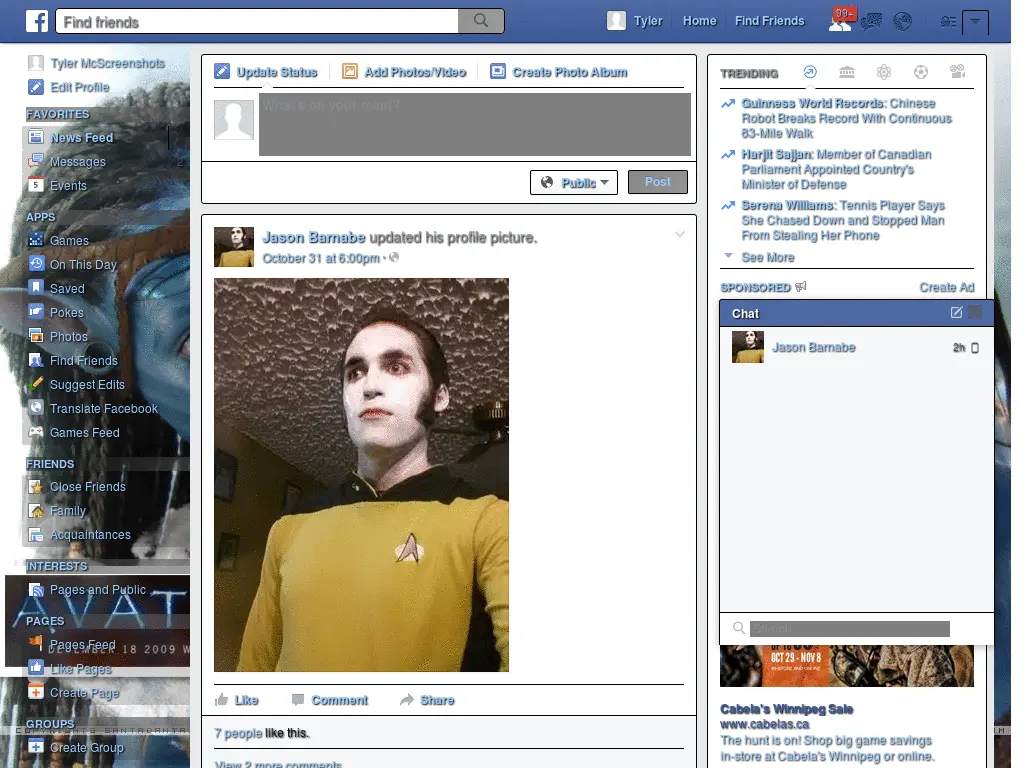 Find friends
Tyler
Home
Find Friends
99+
Tyler McScreenshots
Edit Profile
FAVORITES
News Feed
Messages
5 Events
APPS
Games
On This Day
Saved
Pokes
Photos
Find Friends
Suggest Edits
Translate Facebook
Games Feed
FRIENDS
Close Friends
Family
Acquaintances
INTERESTS
Pages and Public
PAGES
Pages Feed
DECEMBER 18 2009
Like Pages
Create Page
GROUPS
Create Group
Update Status
Add Photos/Video
Create Photo Album
What's on your mind?
Public
Post
Jason Barnabe updated his profile picture.
October 31 at 6:00pm ·
Like
Comment
Share
7 people like this.
View 2 more comments
TRENDING
Guinness World Records: Chinese
Robot Breaks Record With Continuous
83-Mile Walk
Harjit Sajjan: Member of Canadian
Parliament Appointed Country's
Minister of Defense
Serena Williams: Tennis Player Says
She Chased Down and Stopped Man
From Stealing Her Phone
See More
SPONSORED
Create Ad
Chat
Jason Barnabe
2h
Search
OCT 29 - NOV 8
Cabela's Winnipeg Sale
www.cabelas.ca
The hunt is on! Shop big game savings
in-store at Cabela's Winnipeg or online.